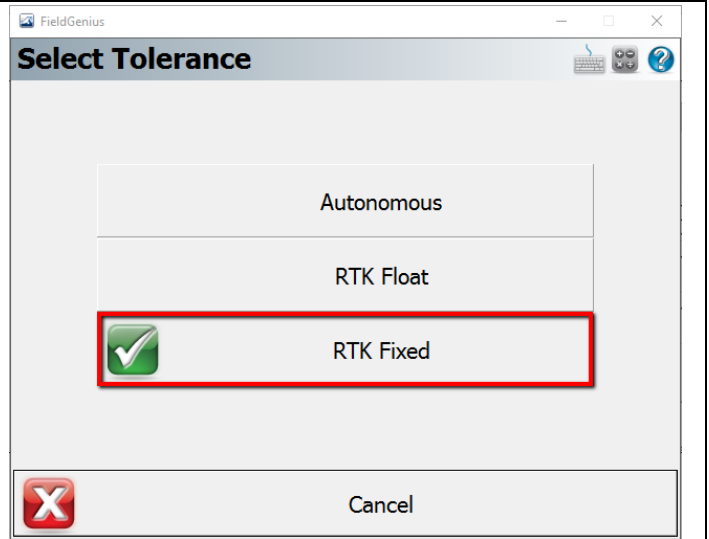 FieldGenius
Select Tolerance
Autonomous
RTK Float
RTK Fixed
Cancel